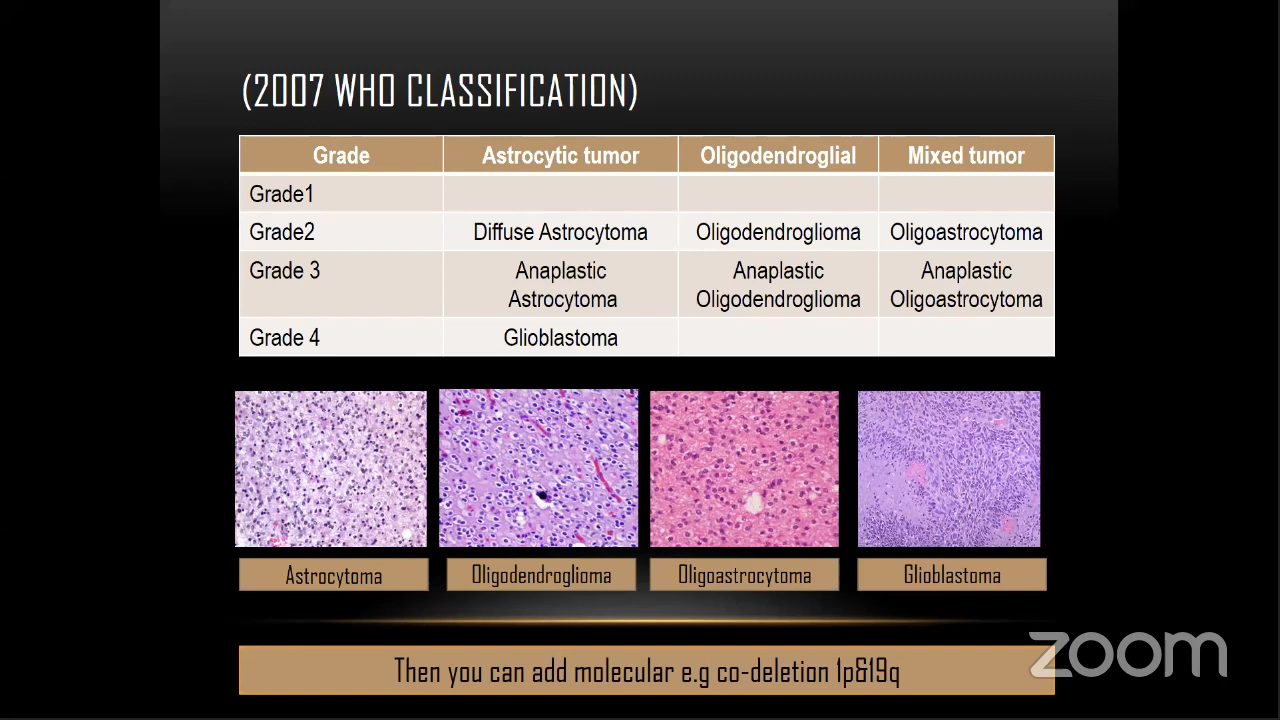 (2007 WHO CLASSIFICATION)
Grade Astrocytic tumor Oligodendroglial Mixed tumor
Grade1
Grade2 Diffuse Astrocytoma Oligodendroglioma Oligoastrocytoma
Grade 3 Anaplastic Anaplastic Anaplastic
Astrocytoma Oligodendroglioma Oligoastrocytoma
Grade 4 Glioblastoma
Astrocytoma Oligodendroglioma Oligoastrocytoma Glioblastoma
Then you can add molecular e.g co-deletion 1p&19q
zoom